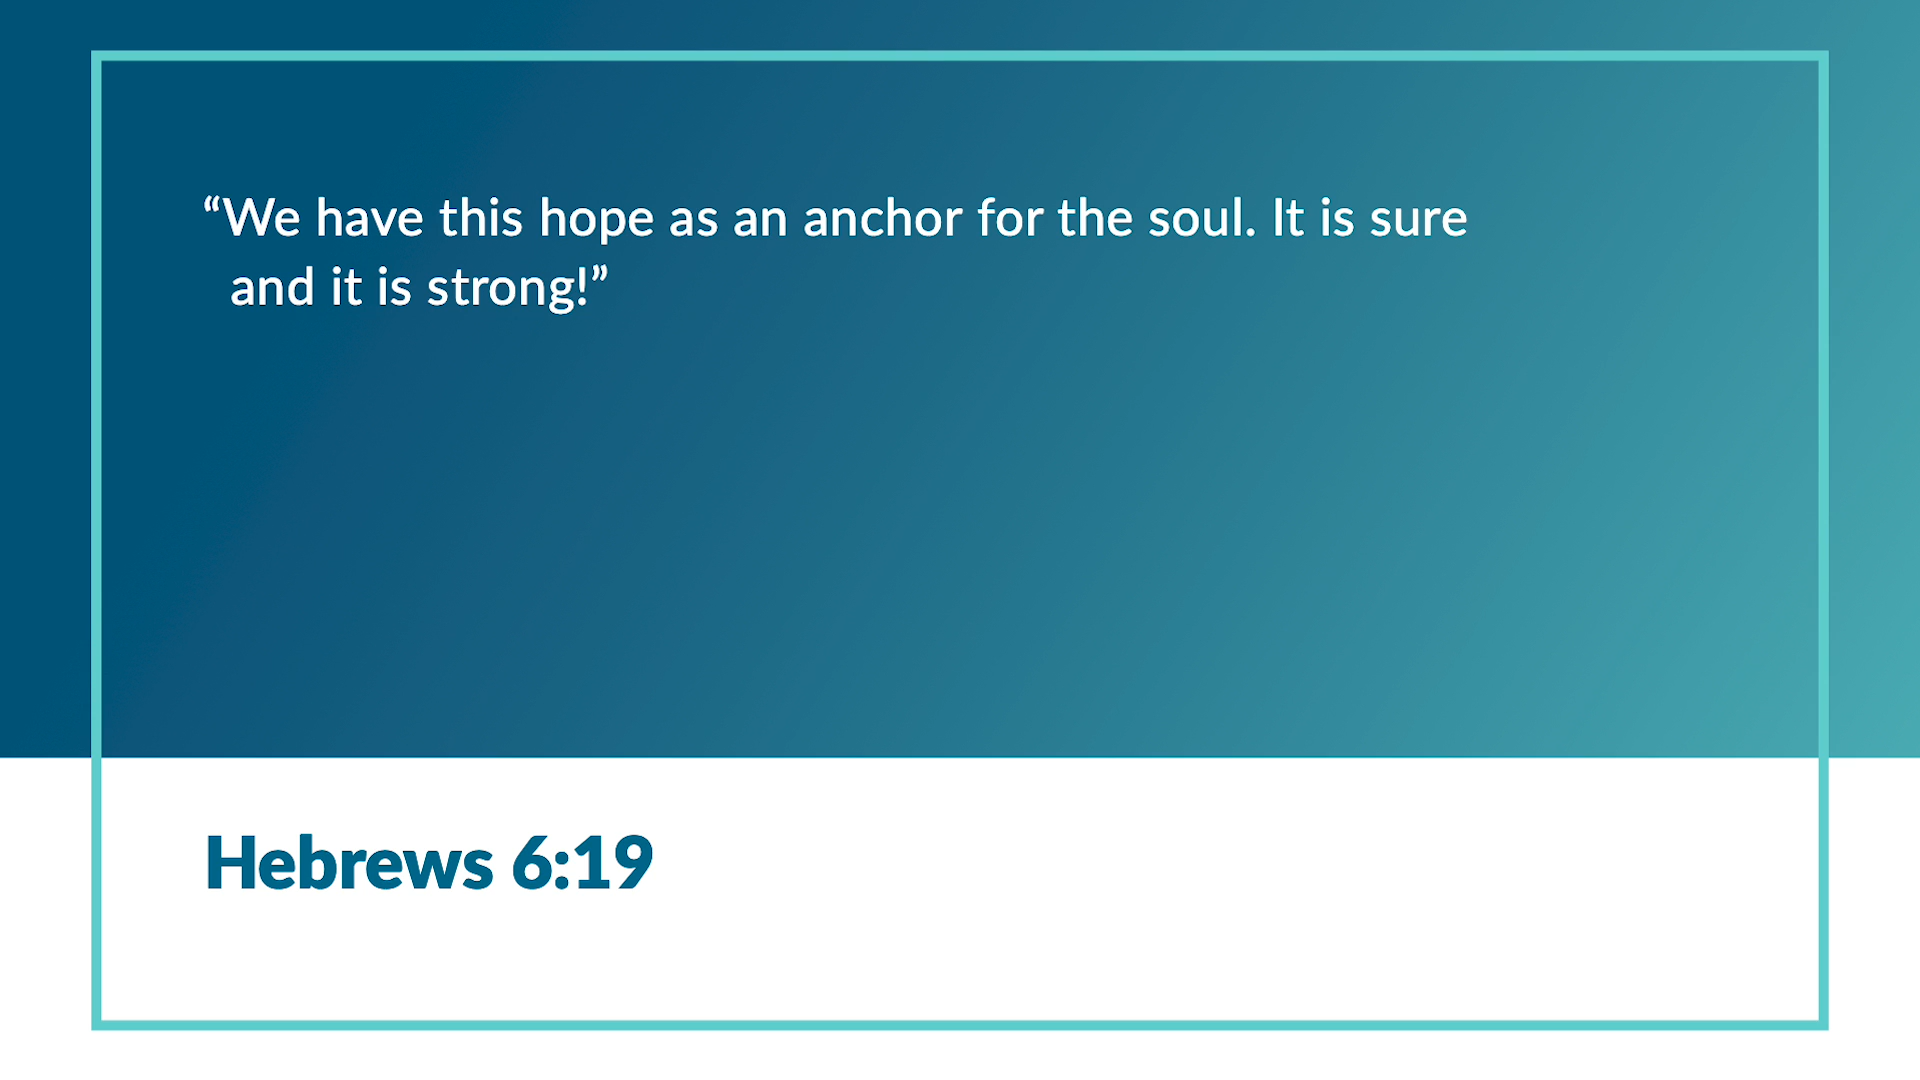 “We have this hope as an anchor for the soul. It is sure
and it is strong!”
Hebrews 6:19